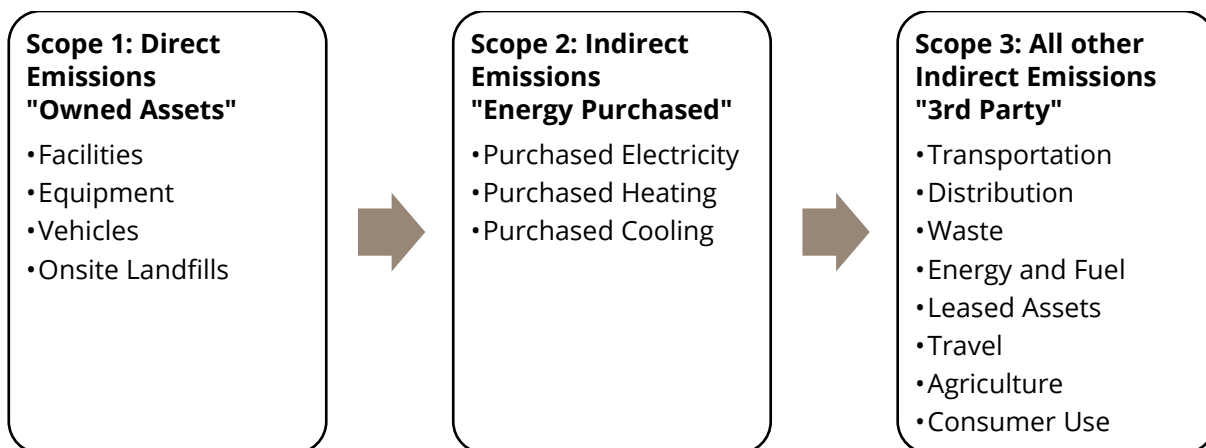 Scope 1: Direct
Emissions
"Owned Assets"
•Facilities
•Equipment
•Vehicles
•Onsite Landfills
Scope 2: Indirect
Emissions
"Energy Purchased"
•Purchased Electricity
•Purchased Heating
•Purchased Cooling
Scope 3: All other
Indirect Emissions
"3rd Party"
•Transportation
•Distribution
•Waste
•Energy and Fuel
•Leased Assets
•Travel
•Agriculture
•Consumer Use